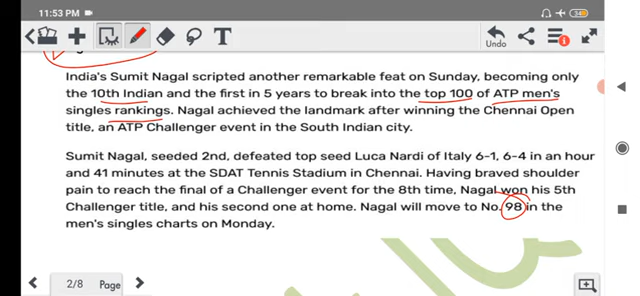 11:53 PM
34
Undo
T
India's Sumit Nagal scripted another remarkable feat on Sunday, becoming only
the 10th Indian and the first in 5 years to break into the top 100 of ATP men's
singles rankings. Nagal achieved the landmark after winning the Chennai Open
title, an ATP Challenger event in the South Indian city.
Sumit Nagal, seeded 2nd, defeated top seed Luca Nardi of Italy 6-1, 6-4 in an hour
and 41 minutes at the SDAT Tennis Stadium in Chennai. Having braved shoulder
pain to reach the final of a Challenger event for the 8th time, Nagal won his 5th
Challenger title, and his second one at home. Nagal will move to No. 98 in the
men's singles charts on Monday.
2/8 Page